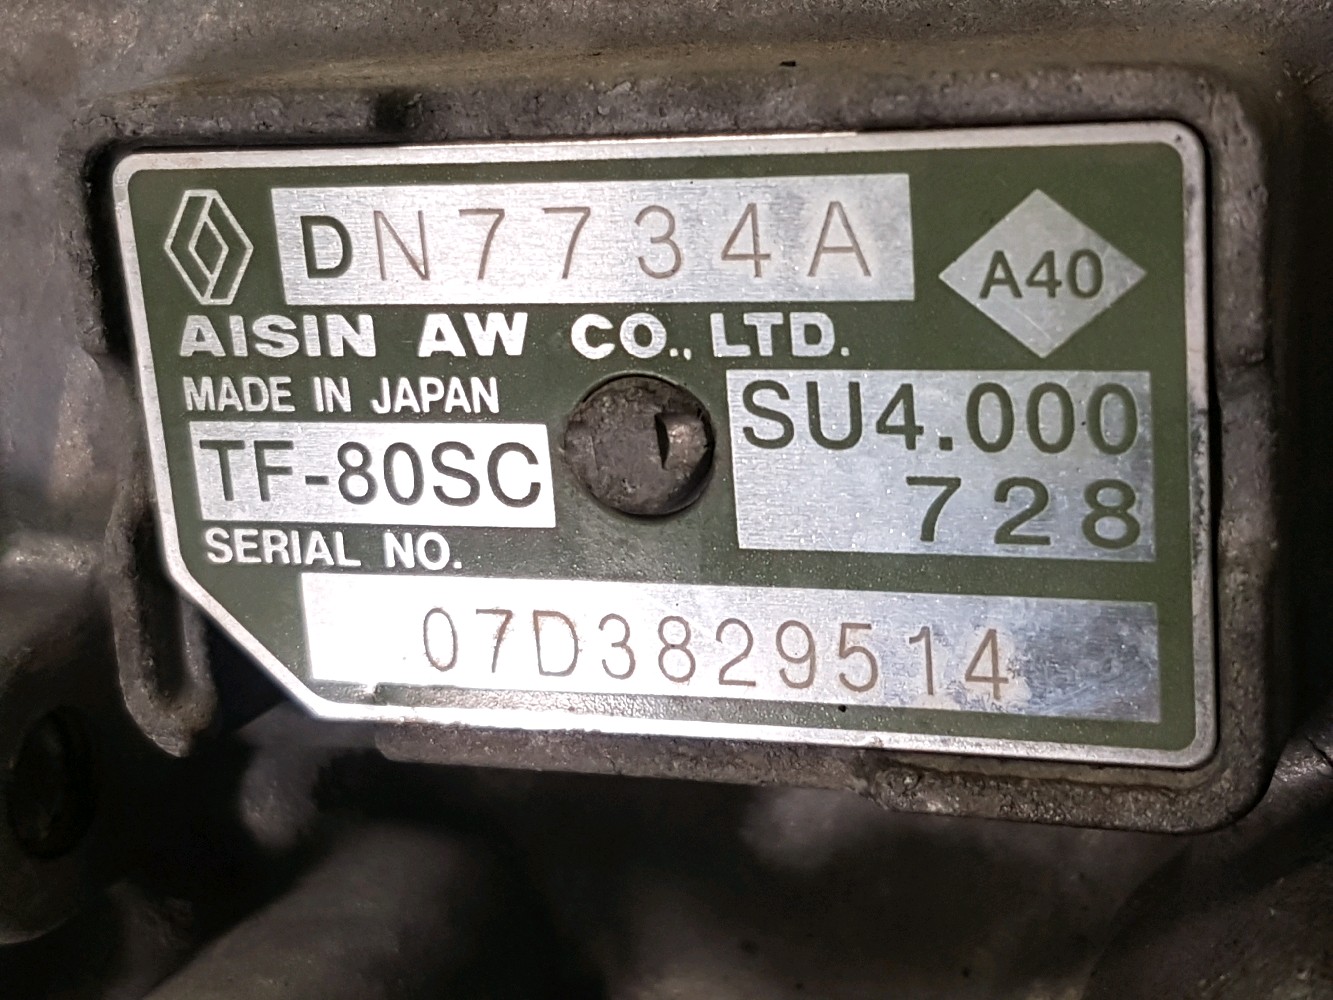 DN7734A
A40
AISIN AW CO., LTD.
MADE IN JAPAN
TF-80SC
SU4.000
728
SERIAL NO.
07D3829514